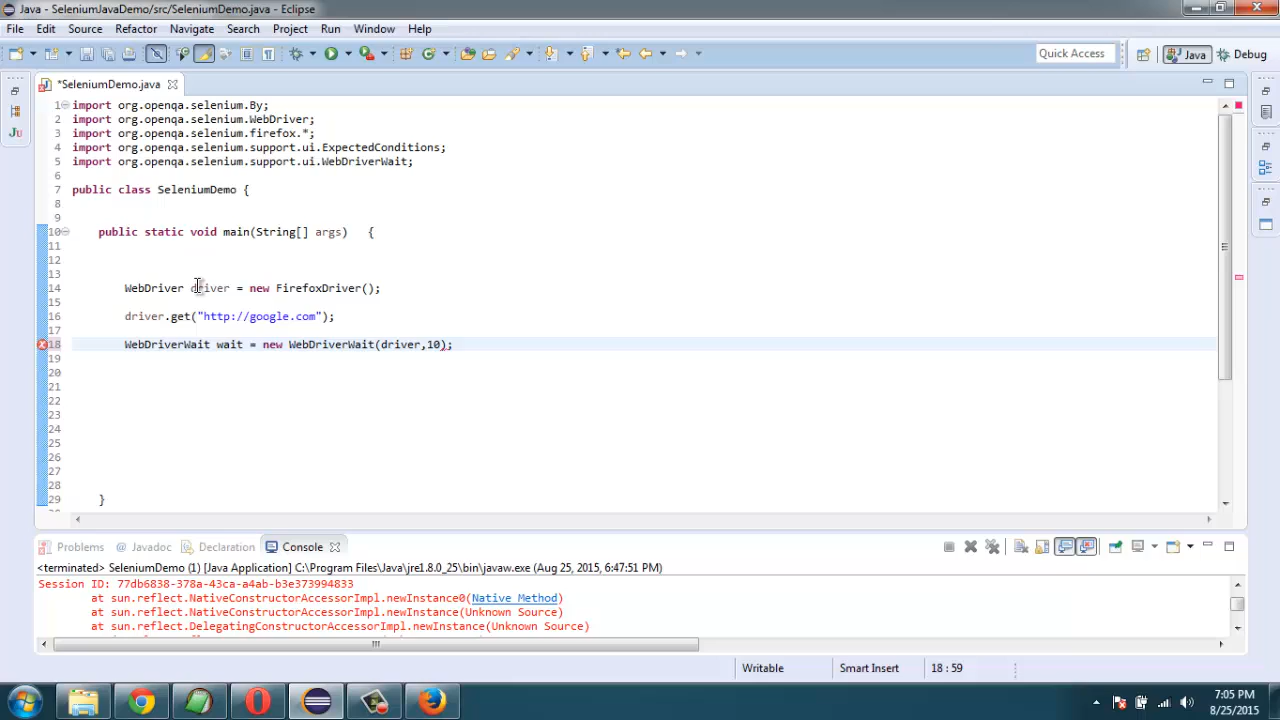 Java - SeleniumJavaDemo/src/SeleniumDemo.java - Eclipse
File Edit Source Refactor Navigate Search Project Run Window Help
Quick Access Java Debug
*SeleniumDemo.java
1 import org.openqa.selenium.By;
2 import org.openqa.selenium.WebDriver;
3 import org.openqa.selenium.firefox.*;
4 import org.openqa.selenium.support.ui.ExpectedConditions;
5 import org.openqa.selenium.support.ui.WebDriverWait;
6
7 public class SeleniumDemo {
8
9
10 public static void main(String[] args) {
11
12
13
14 WebDriver driver = new FirefoxDriver();
15
16 driver.get("http://google.com");
17
18 WebDriverWait wait = new WebDriverWait(driver,10);
19
20
21
22
23
24
25
26
27
28
29 }
Problems @ Javadoc Declaration Console
<terminated> SeleniumDemo (1) [Java Application] C:\Program Files\Java\jre1.8.0_25\bin\javaw.exe (Aug 25, 2015, 6:47:51 PM)
Session ID: 77db6838-378a-43ca-a4ab-b3e373994833
at sun.reflect.NativeConstructorAccessorImpl.newInstance0(Native Method)
at sun.reflect.NativeConstructorAccessorImpl.newInstance(Unknown Source)
at sun.reflect.DelegatingConstructorAccessorImpl.newInstance(Unknown Source)
Writable Smart Insert 18 : 59
7:05 PM
8/25/2015